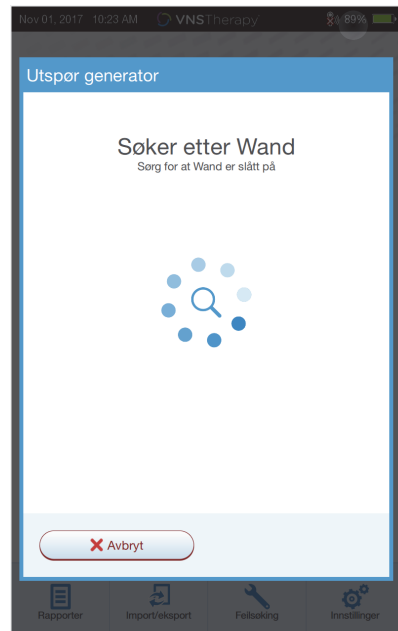 Nov 01, 2017 10:23 AM VNSTherapy 89%
Utspør generator
Søker etter Wand
Sørg for at Wand er slått på
Avbryt
Rapporter Import/eksport Feilsøking Innstillinger